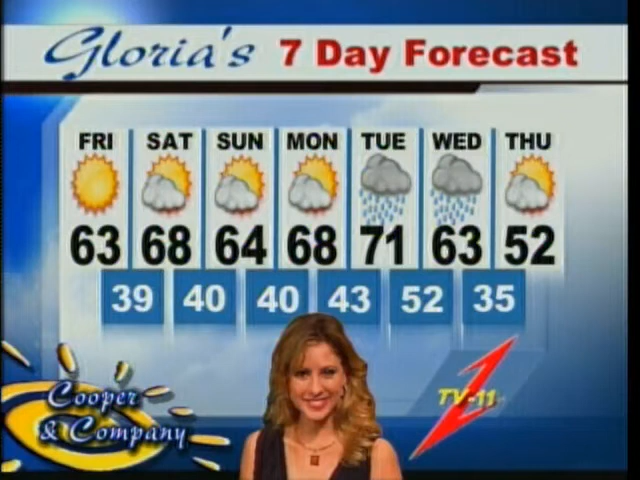 Gloria's 7 Day Forecast
FRI SAT SUN MON TUE WED THU
63 68 64 68 71 63 52
39 40 40 43 52 35
Cooper
& Company
TV-11